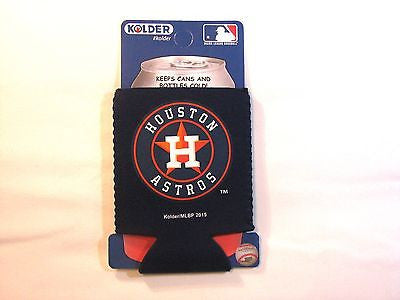 KOLDER
#kolder
MAJOR LEAGUE BASEBALL
KEEPS CANS AND
BOTTLES COLD!
HOUSTON
H
ASTROS
TM
Kolder/MLBP 2015